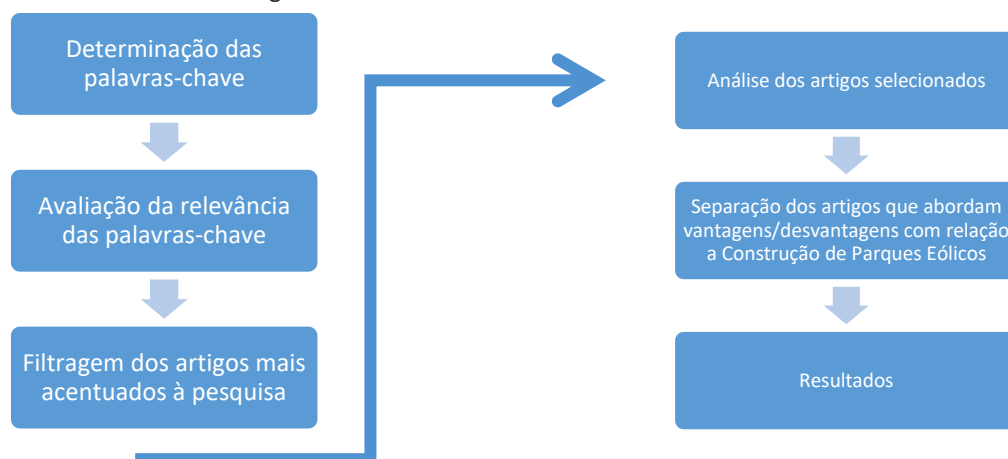 Determinação das
palavras-chave
Avaliação da relevância
das palavras-chave
Filtragem dos artigos mais
acentuados à pesquisa
Análise dos artigos selecionados
Separação dos artigos que abordam
vantagens/desvantagens com relação
a Construção de Parques Eólicos
Resultados